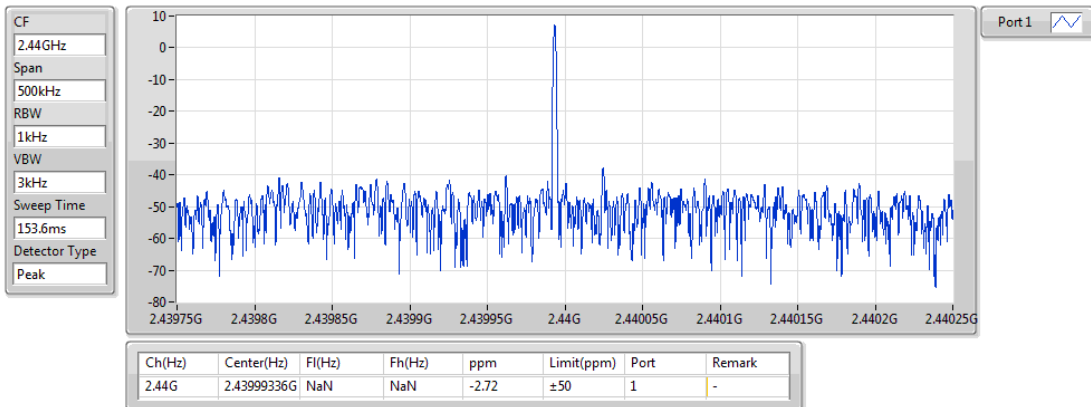 CF
2.44GHz
Span
500kHz
RBW
1kHz
VBW
3kHz
Sweep Time
153.6ms
Detector Type
Peak
10
0
-10
-20
-30
-40
-50
-60
-70
-80
2.43975G 2.4398G 2.43985G 2.4399G 2.43995G 2.44G 2.44005G 2.4401G 2.44015G 2.4402G 2.44025G
Port 1
Ch(Hz) Center(Hz) Fl(Hz) Fh(Hz) ppm Limit(ppm) Port Remark
2.44G 2.43999336G NaN NaN -2.72 ±50 1 -